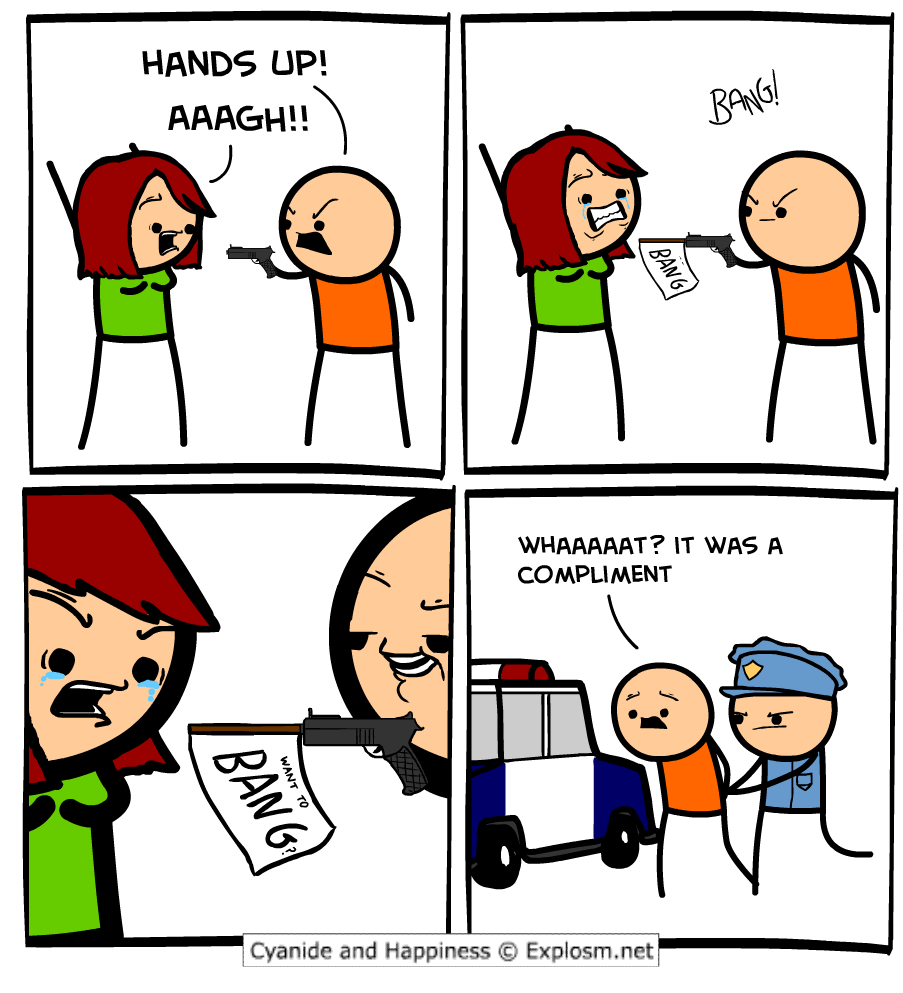 HANDS UP!
AAAGH!!
BANG!
BANG
WANT TO
BANG?
WHAAAAAT? IT WAS A
COMPLIMENT
Cyanide and Happiness © Explosm.net